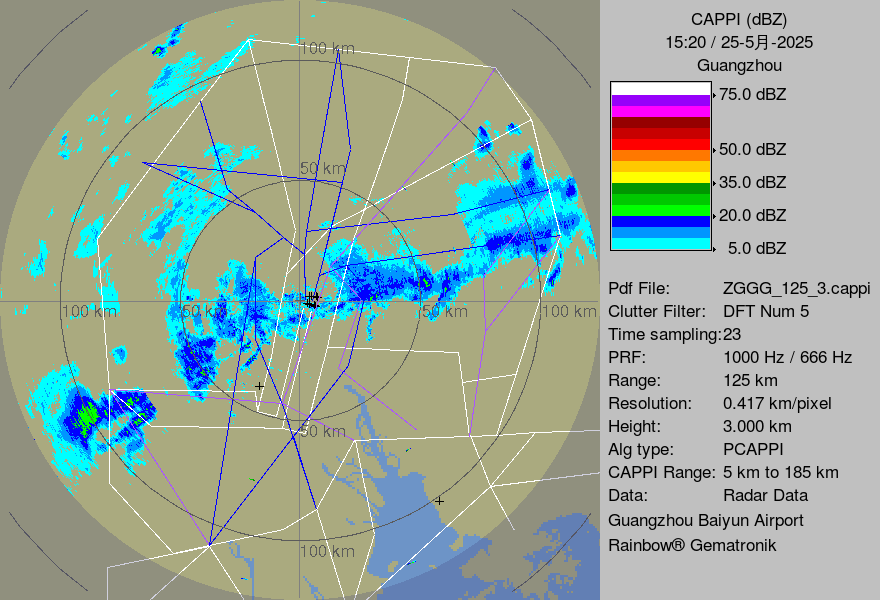 CAPPI (dBZ)
15:20 / 25-5月-2025
Guangzhou
75.0 dBZ
50.0 dBZ
35.0 dBZ
20.0 dBZ
5.0 dBZ
Pdf File: ZGGG_125_3.cappi
Clutter Filter: DFT Num 5
Time sampling:23
PRF: 1000 Hz / 666 Hz
Range: 125 km
Resolution: 0.417 km/pixel
Height: 3.000 km
Alg type: PCAPPI
CAPPI Range: 5 km to 185 km
Data: Radar Data
Guangzhou Baiyun Airport
Rainbow® Gematronik
100 km
50 km
100 km
50 km
50 km
100 km
50 km
100 km